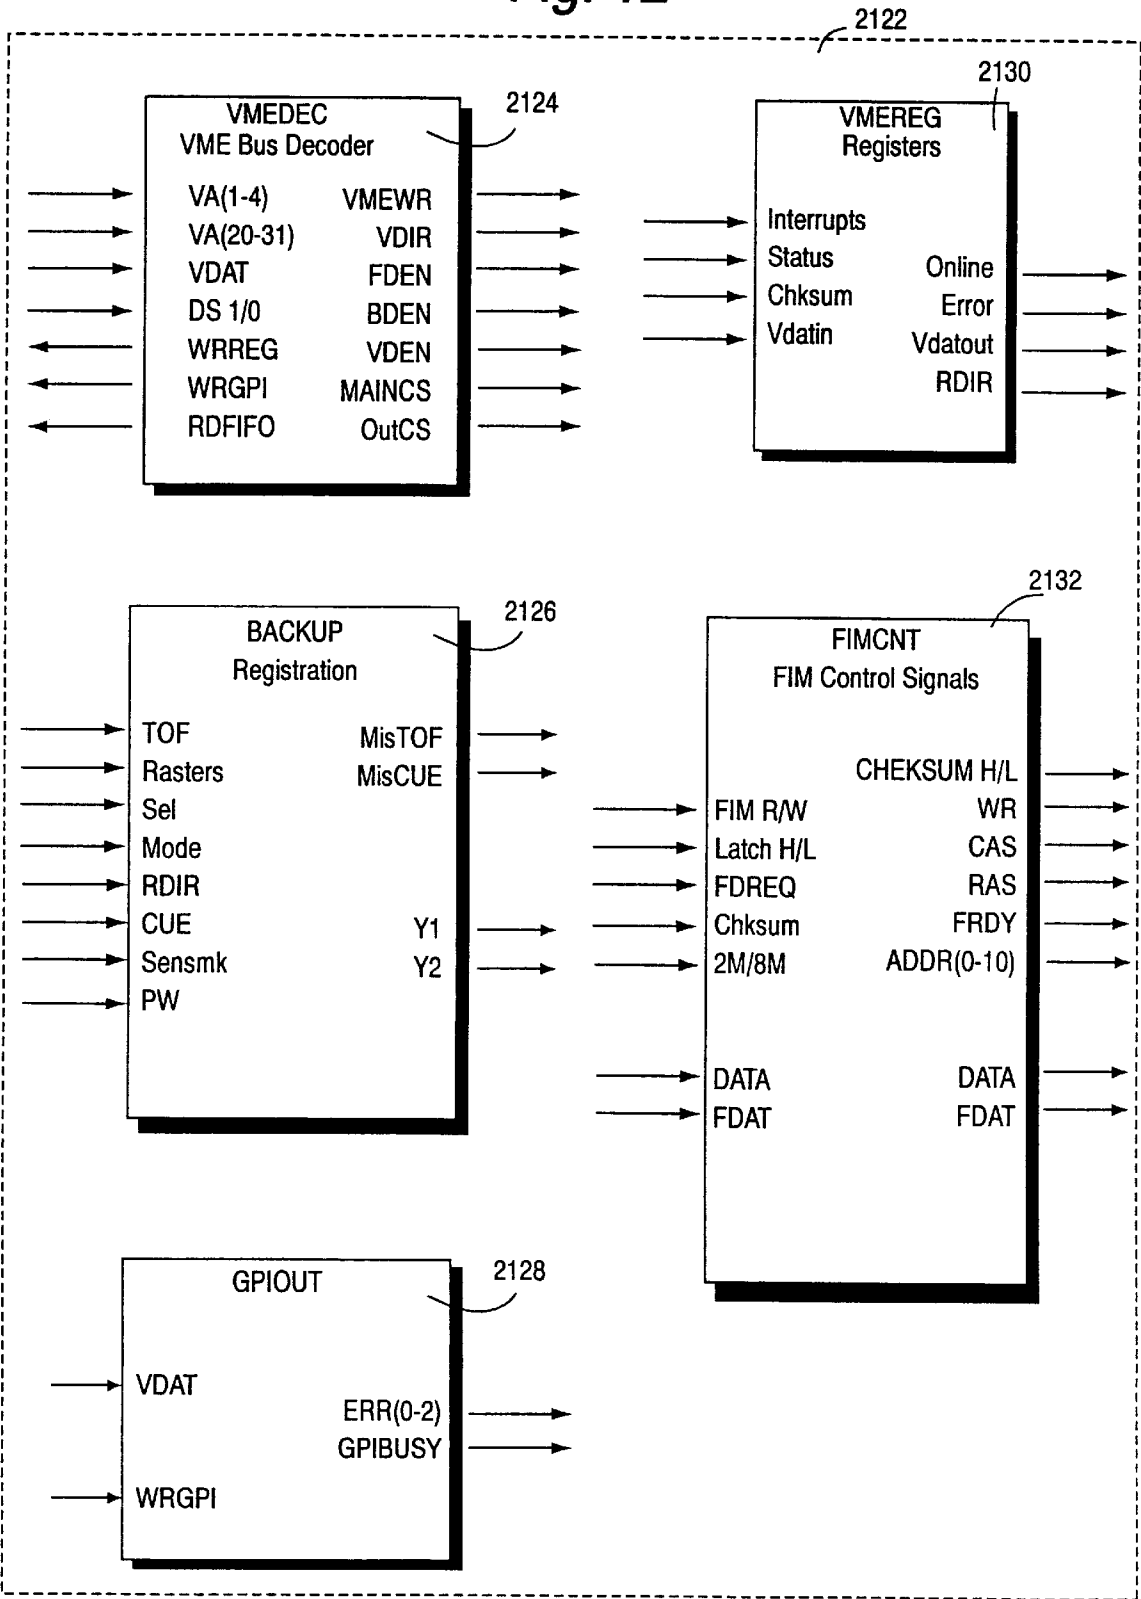 2122
2124
VMEDEC
VME Bus Decoder
VA(1-4)
VA(20-31)
VDAT
DS 1/0
WRREG
WRGPI
RDFIFO
VMEWR
VDIR
FDEN
BDEN
VDEN
MAINCS
OutCS
2130
VMEREG
Registers
Interrupts
Status
Chksum
Vdatin
Online
Error
Vdatout
RDIR
2126
BACKUP
Registration
TOF
Rasters
Sel
Mode
RDIR
CUE
Sensmk
PW
MisTOF
MisCUE
Y1
Y2
2132
FIMCNT
FIM Control Signals
FIM R/W
Latch H/L
FDREQ
Chksum
2M/8M
DATA
FDAT
CHEKSUM H/L
WR
CAS
RAS
FRDY
ADDR(0-10)
DATA
FDAT
2128
GPIOUT
VDAT
WRGPI
ERR(0-2)
GPIBUSY